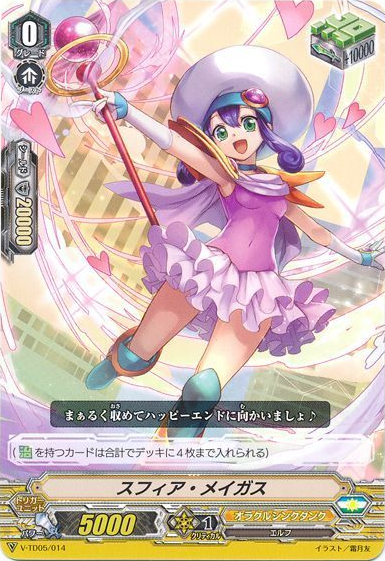 0
グレード
+10000
ブースト
シールド
20000
まぁるく収めてハッピーエンドに向かいましょ♪
おさ
む
(治を持つカードは合計でデッキに4枚まで入れられる)
スフィア・メイガス
トリガー
ユニット
パワー
5000
1
クリティカル
オラクルシンクタンク
エルフ
V-TD05/014
イラスト／霜月友